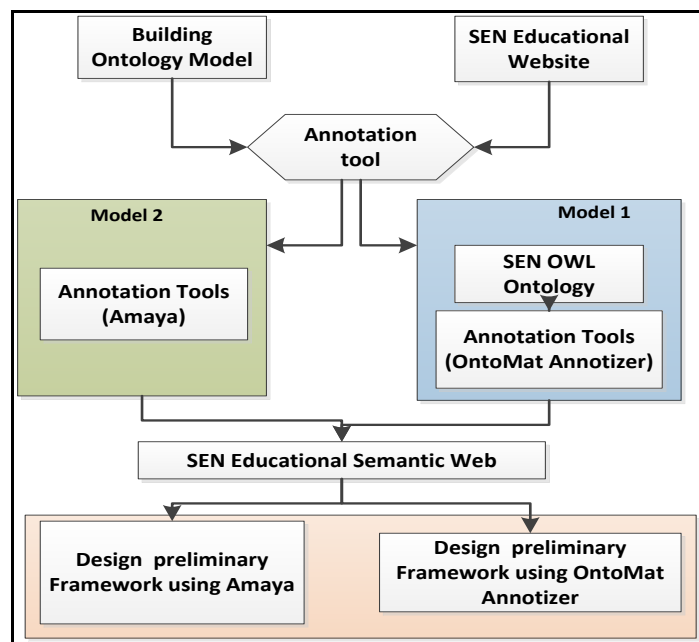 Building
Ontology Model
SEN Educational
Website
Annotation
tool
Model 2
Annotation Tools
(Amaya)
Model 1
SEN OWL
Ontology
Annotation Tools
(OntoMat Annotizer)
SEN Educational Semantic Web
Design preliminary
Framework using Amaya
Design preliminary
Framework using OntoMat
Annotizer